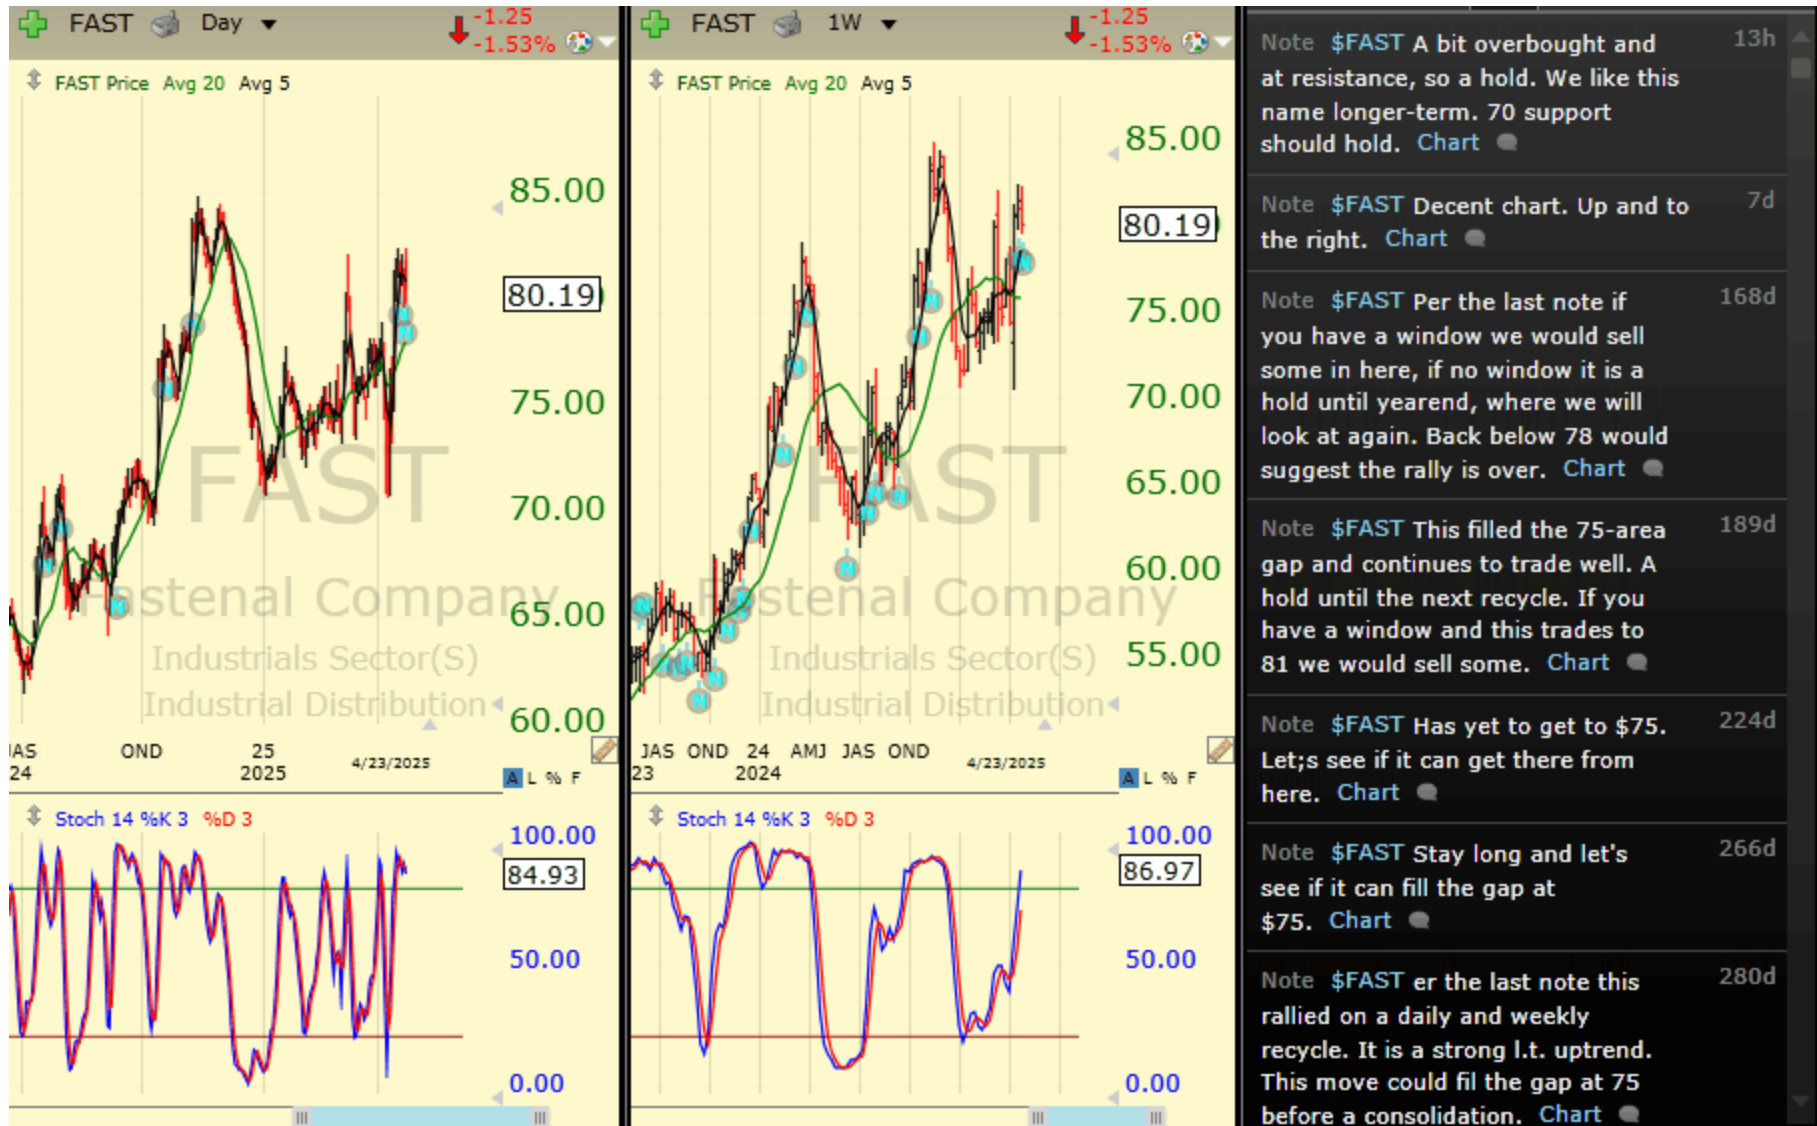 FAST Day
-1.25
-1.53%
FAST Price Avg 20 Avg 5
85.00
80.19
75.00
70.00
65.00
60.00
FAST
Fastenal Company
Industrials Sector(S)
Industrial Distribution
JAS OND 25
24 2025 4/23/2025
A L % F
Stoch 14 %K 3 %D 3
100.00
84.93
50.00
0.00
FAST 1W
-1.25
-1.53%
FAST Price Avg 20 Avg 5
85.00
80.19
75.00
70.00
65.00
60.00
55.00
FAST
Fastenal Company
Industrials Sector(S)
Industrial Distribution
JAS OND 24 AMJ JAS OND
23 2024 4/23/2025
A L % F
Stoch 14 %K 3 %D 3
100.00
86.97
50.00
0.00
Note $FAST A bit overbought and 13h
at resistance, so a hold. We like this
name longer-term. 70 support
should hold. Chart
Note $FAST Decent chart. Up and to 7d
the right. Chart
Note $FAST Per the last note if 168d
you have a window we would sell
some in here, if no window it is a
hold until yearend, where we will
look at again. Back below 78 would
suggest the rally is over. Chart
Note $FAST This filled the 75-area 189d
gap and continues to trade well. A
hold until the next recycle. If you
have a window and this trades to
81 we would sell some. Chart
Note $FAST Has yet to get to $75. 224d
Let;s see if it can get there from
here. Chart
Note $FAST Stay long and let's 266d
see if it can fill the gap at
$75. Chart
Note $FAST er the last note this 280d
rallied on a daily and weekly
recycle. It is a strong l.t. uptrend.
This move could fil the gap at 75
before a consolidation. Chart